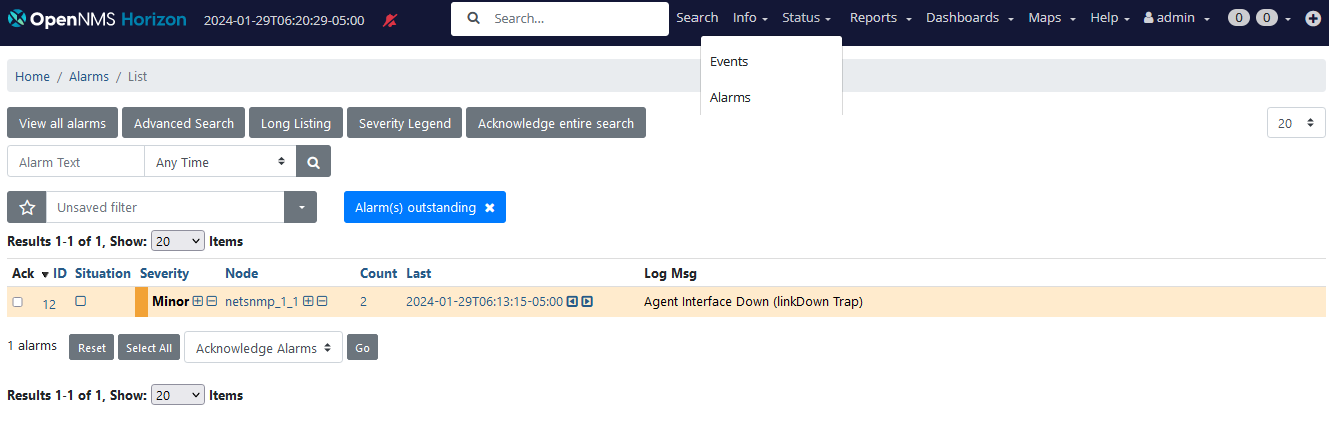 OpenNMS Horizon 2024-01-29T06:20:29-05:00 Search... Search Info Status Reports Dashboards Maps Help admin 0 0
Events
Alarms
Home / Alarms / List
View all alarms Advanced Search Long Listing Severity Legend Acknowledge entire search 20
Alarm Text Any Time
Unsaved filter Alarm(s) outstanding
Results 1-1 of 1, Show: 20 Items
Ack ID Situation Severity Node Count Last Log Msg
12 Minor netsnmp_1_1 2 2024-01-29T06:13:15-05:00 Agent Interface Down (linkDown Trap)
1 alarms Reset Select All Acknowledge Alarms Go
Results 1-1 of 1, Show: 20 Items